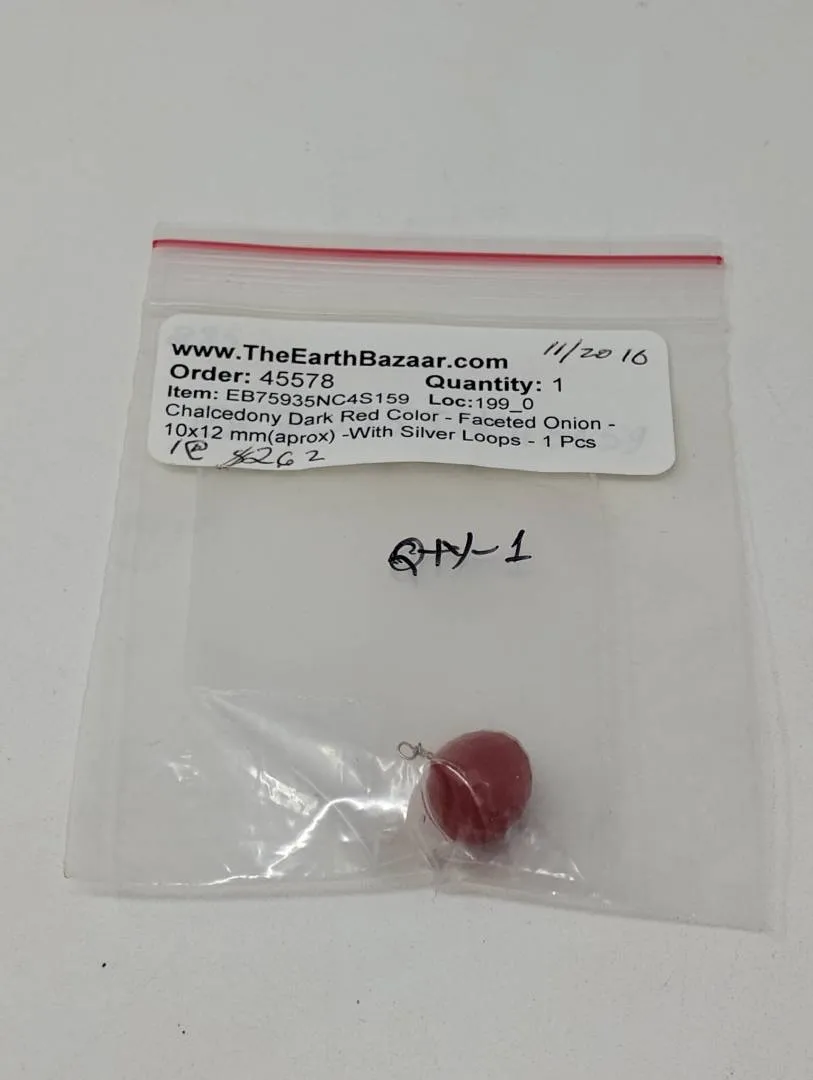 www.TheEarthBazaar.com 11/2016
Order: 45578 Quantity: 1
Item: EB75935NC4S159 Loc:199_0
Chalcedony Dark Red Color - Faceted Onion -
10x12 mm(aprox) -With Silver Loops - 1 Pcs
Qty-1